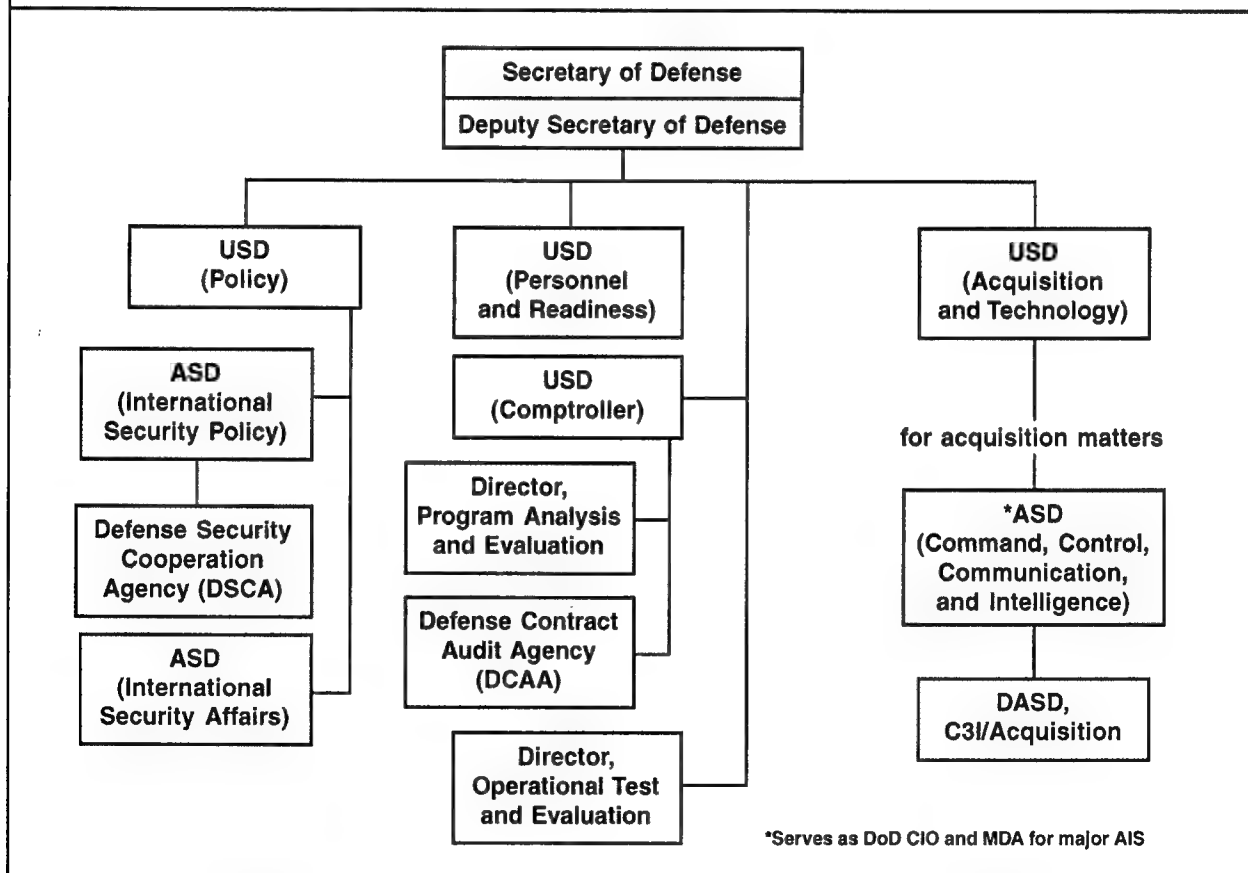 Secretary of Defense
Deputy Secretary of Defense
USD
(Policy)
ASD
(International
Security Policy)
Defense Security
Cooperation
Agency (DSCA)
ASD
(International
Security Affairs)
USD
(Personnel
and Readiness)
USD
(Comptroller)
Director,
Program Analysis
and Evaluation
Defense Contract
Audit Agency
(DCAA)
Director,
Operational Test
and Evaluation
USD
(Acquisition
and Technology)
for acquisition matters
*ASD
(Command, Control,
Communication,
and Intelligence)
DASD,
C3I/Acquisition
*Serves as DoD CIO and MDA for major AIS